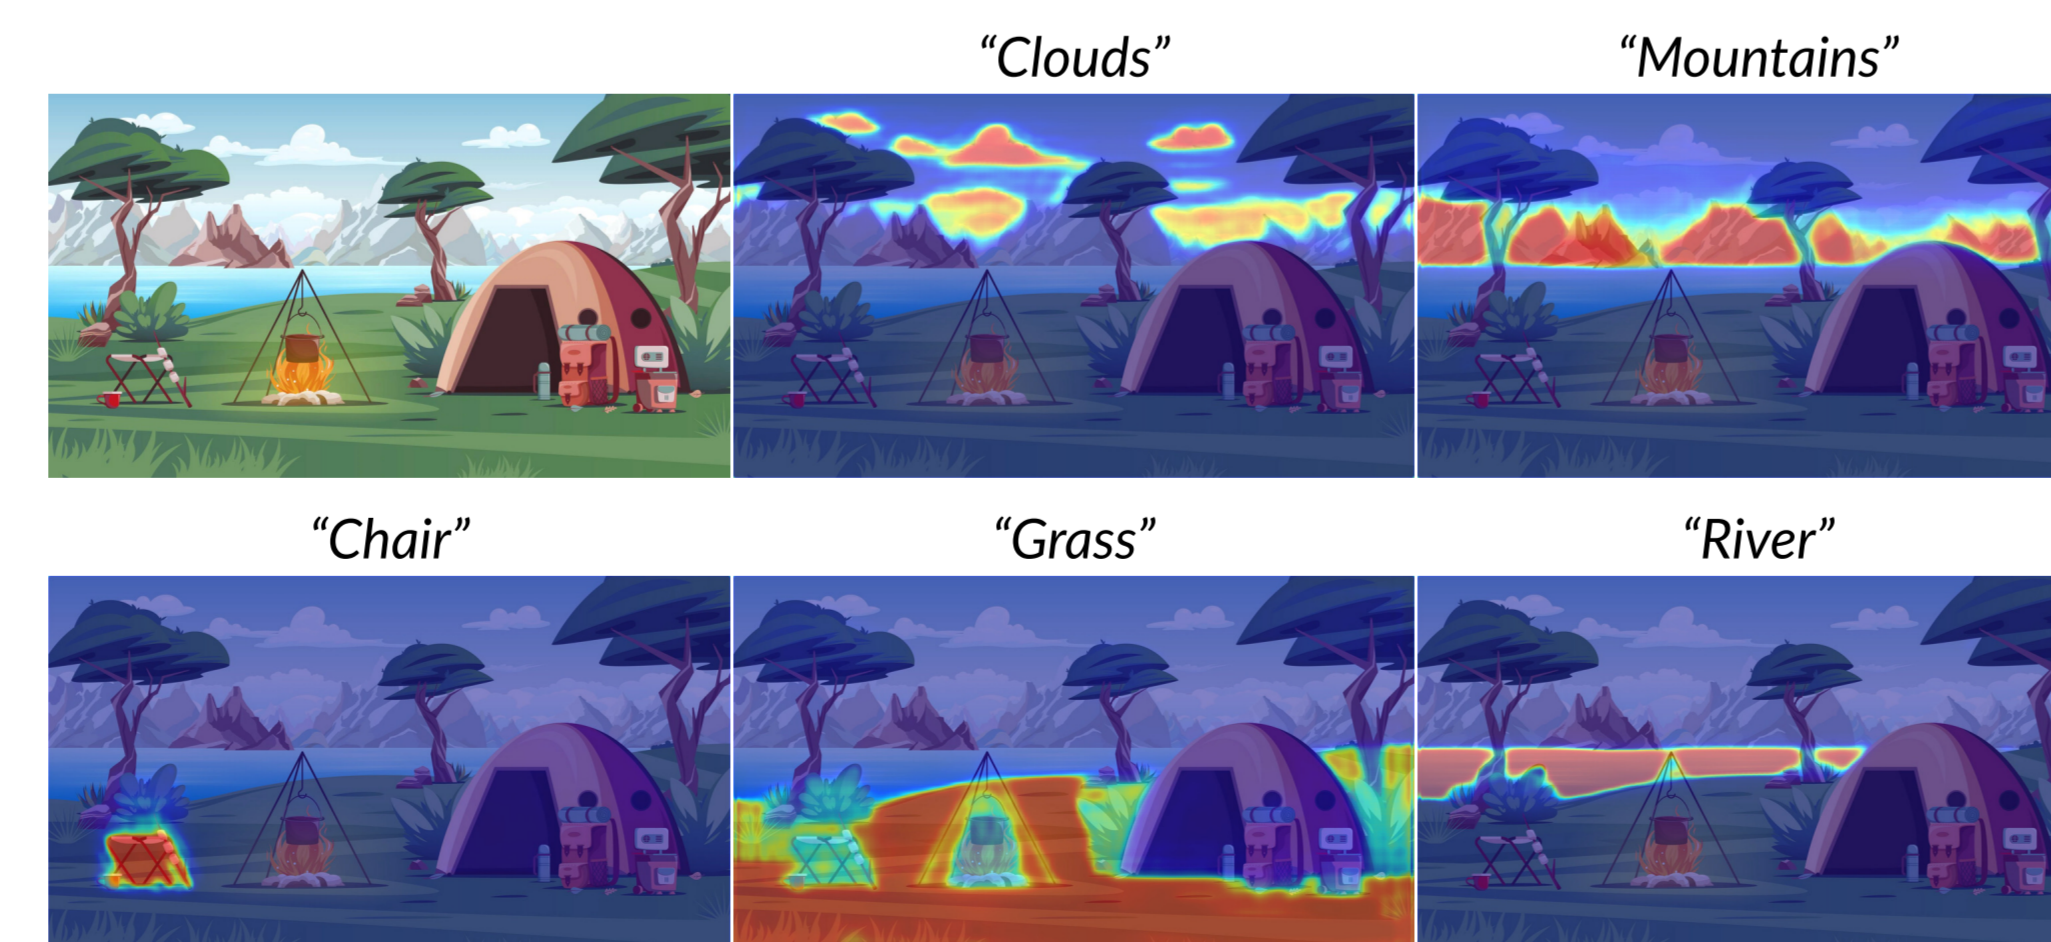 “Clouds”
“Mountains”
“Chair”
“Grass”
“River”